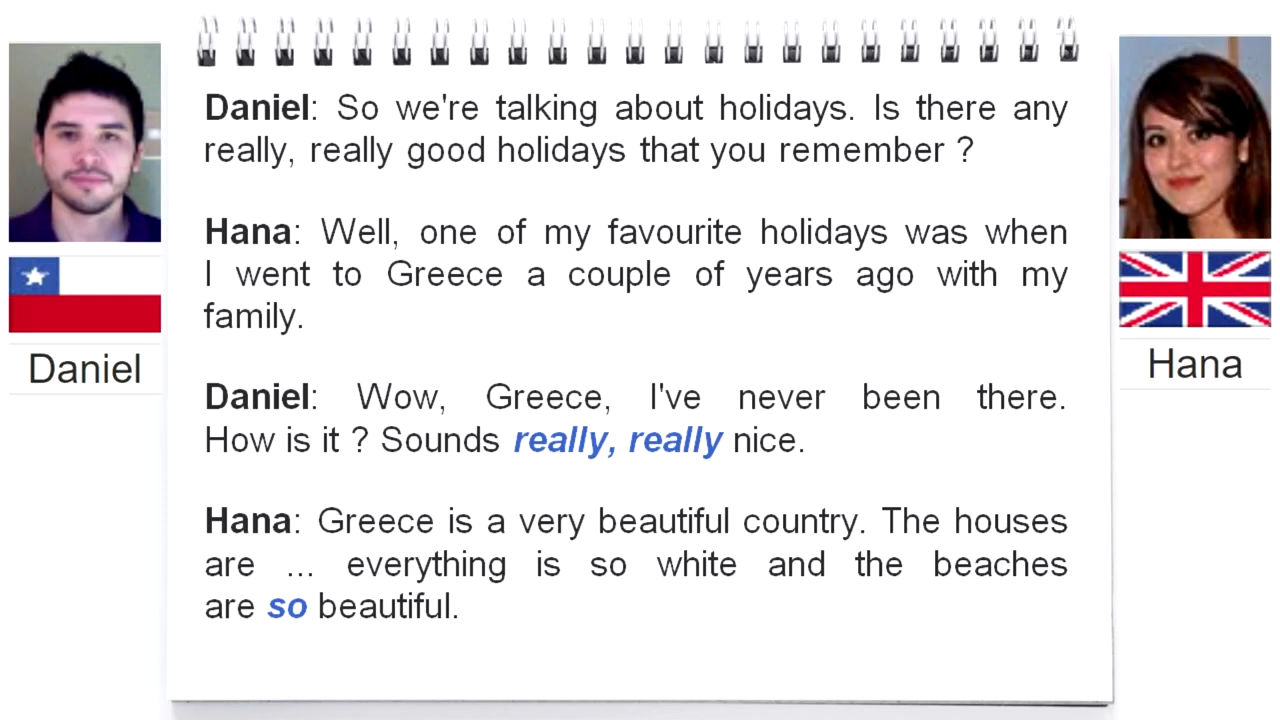 Daniel: So we're talking about holidays. Is there any
really, really good holidays that you remember ?
Hana: Well, one of my favourite holidays was when
I went to Greece a couple of years ago with my
family.
Daniel: Wow, Greece, I've never been there.
How is it ? Sounds really, really nice.
Hana: Greece is a very beautiful country. The houses
are ... everything is so white and the beaches
are so beautiful.
Daniel
Hana